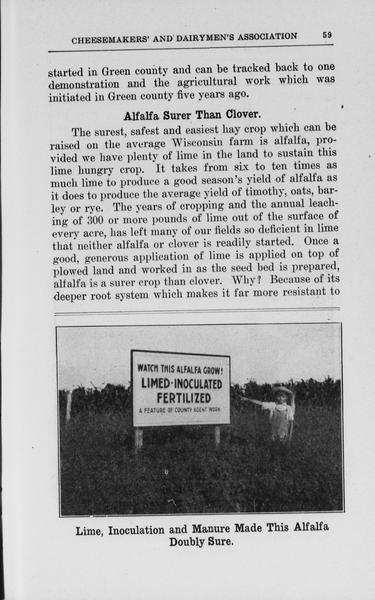 CHEESEMAKERS' AND DAIRYMEN'S ASSOCIATION 59
started in Green county and can be tracked back to one
demonstration and the agricultural work which was
initiated in Green county five years ago.
Alfalfa Surer Than Clover.
The surest, safest and easiest hay crop which can be
raised on the average Wisconsin farm is alfalfa, pro-
vided we have plenty of lime in the land to sustain this
lime hungry crop. It takes from six to ten times as
much lime to produce a good season's yield of alfalfa as
it does to produce the average yield of timothy, oats, bar-
ley or rye. The years of cropping and the annual leach-
ing of 300 or more pounds of lime out of the surface of
every acre, has left many of our fields so deficient in lime
that neither alfalfa or clover is readily started. Once a
good, generous application of lime is applied on top of
plowed land and worked in as the seed bed is prepared,
alfalfa is a surer crop than clover. Why? Because of its
deeper root system which makes it far more resistant to
WATCH THIS ALFALFA GROW!
LIMED-INOCULATED
FERTILIZED
A FEATURE OF COUNTY AGENT WORK
Lime, Inoculation and Manure Made This Alfalfa
Doubly Sure.